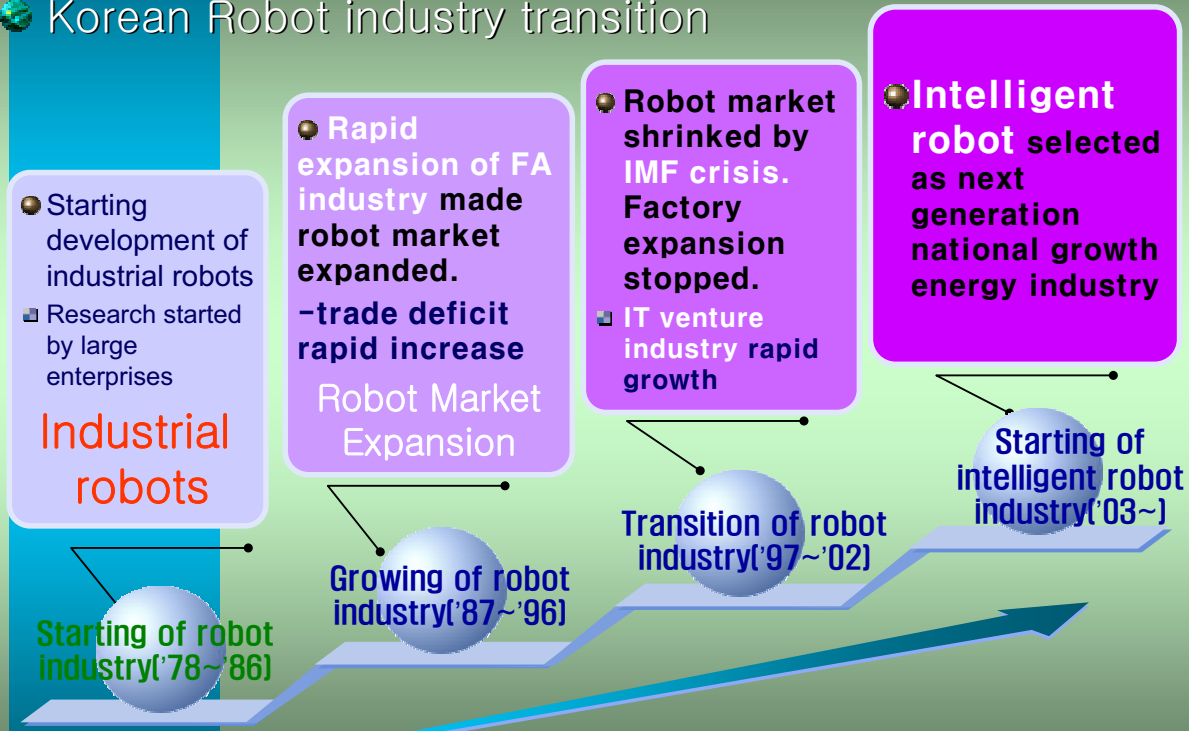 Korean Robot industry transition
Starting
development of
industrial robots
Research started
by large
enterprises
Industrial
robots
Starting of robot
industry('78~'86)
Rapid
expansion of FA
industry made
robot market
expanded.
-trade deficit
rapid increase
Robot Market
Expansion
Growing of robot
industry('87~'96)
Robot market
shrinked by
IMF crisis.
Factory
expansion
stopped.
IT venture
industry rapid
growth
Transition of robot
industry('97~'02)
Intelligent
robot selected
as next
generation
national growth
energy industry
Starting of
intelligent robot
industry('03~)